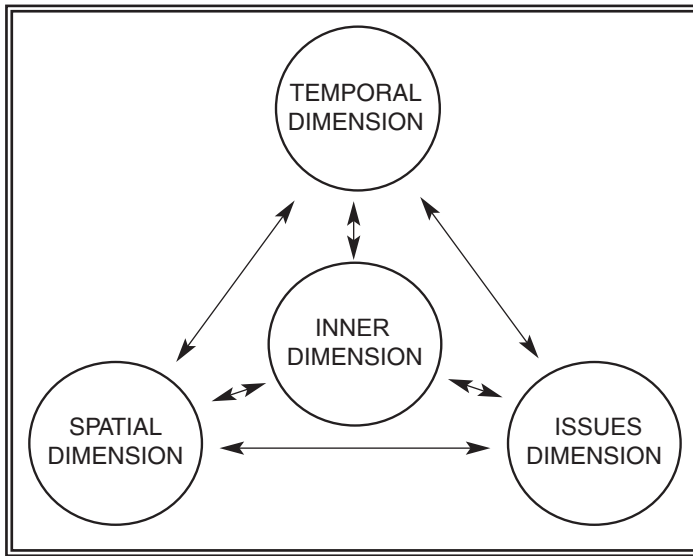 TEMPORAL
DIMENSION
INNER
DIMENSION
SPATIAL
DIMENSION
ISSUES
DIMENSION